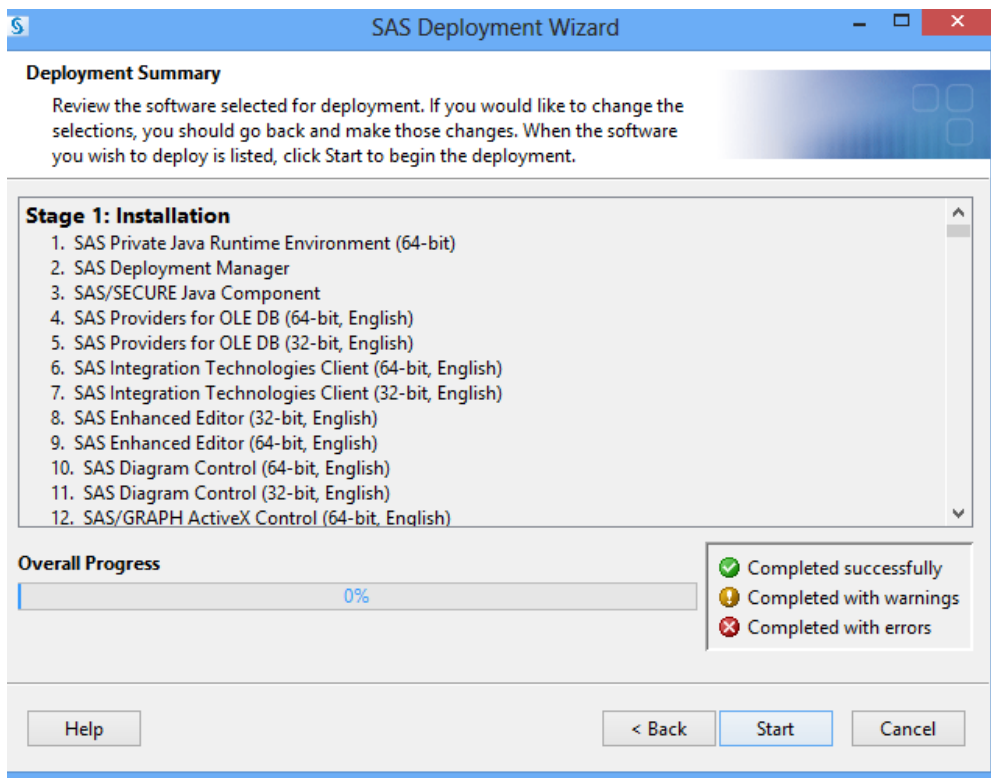 SAS Deployment Wizard
Deployment Summary
Review the software selected for deployment. If you would like to change the
selections, you should go back and make those changes. When the software
you wish to deploy is listed, click Start to begin the deployment.
Stage 1: Installation
1. SAS Private Java Runtime Environment (64-bit)
2. SAS Deployment Manager
3. SAS/SECURE Java Component
4. SAS Providers for OLE DB (64-bit, English)
5. SAS Providers for OLE DB (32-bit, English)
6. SAS Integration Technologies Client (64-bit, English)
7. SAS Integration Technologies Client (32-bit, English)
8. SAS Enhanced Editor (32-bit, English)
9. SAS Enhanced Editor (64-bit, English)
10. SAS Diagram Control (64-bit, English)
11. SAS Diagram Control (32-bit, English)
12. SAS/GRAPH ActiveX Control (64-bit, English)
Overall Progress
0%
Completed successfully
Completed with warnings
Completed with errors
Help
< Back
Start
Cancel